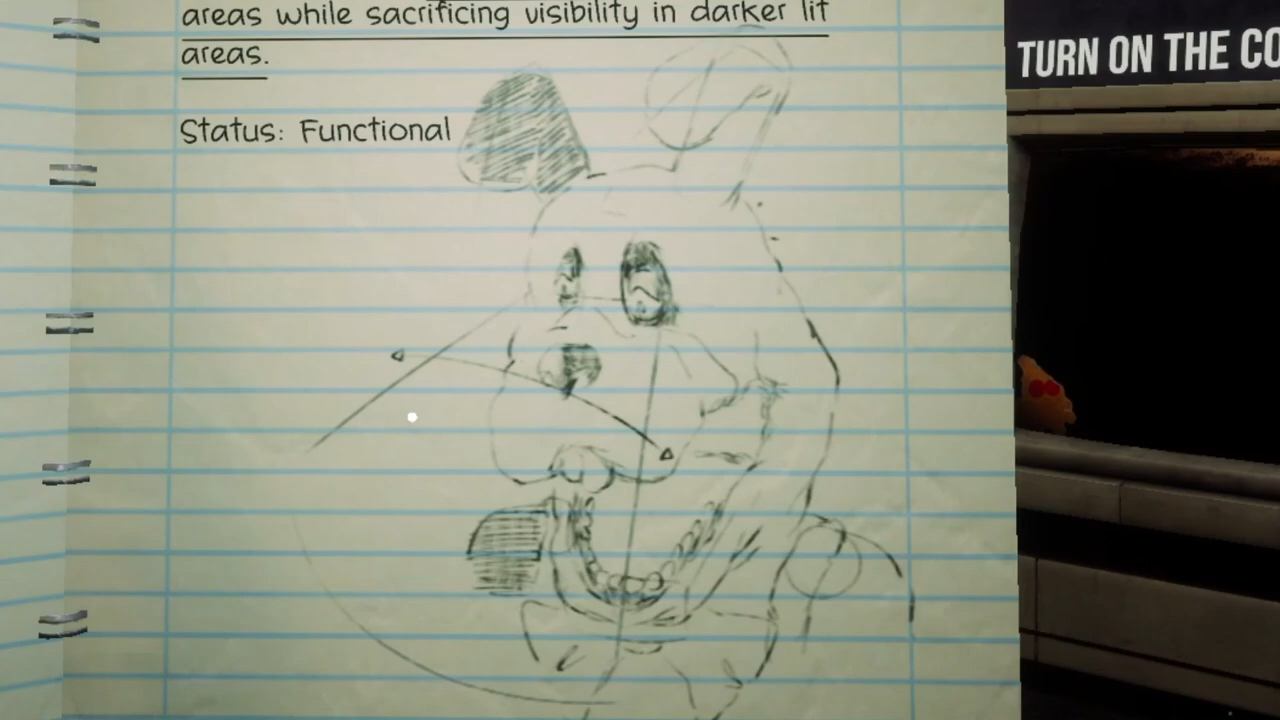 areas while sacrificing visibility in darker lit
areas.
Status: Functional
TURN ON THE CO